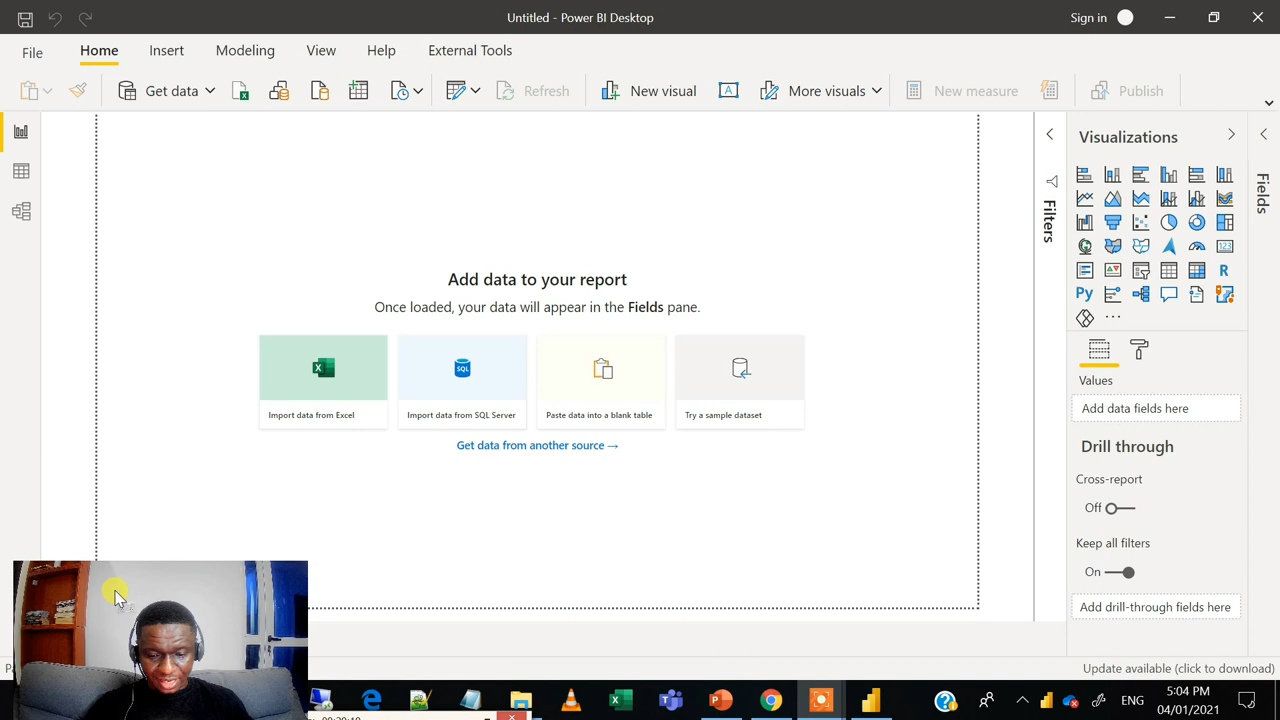 Untitled - Power BI Desktop
Sign in
File
Home
Insert
Modeling
View
Help
External Tools
Get data
Refresh
New visual
More visuals
New measure
Publish
Visualizations
Filters
Fields
Add data to your report
Once loaded, your data will appear in the Fields pane.
Import data from Excel
Import data from SQL Server
Paste data into a blank table
Try a sample dataset
Get data from another source →
SQL
123
R
Py
Values
Add data fields here
Drill through
Cross-report
Off
Keep all filters
On
Add drill-through fields here
Update available (click to download)
ENG
5:04 PM
04/01/2021